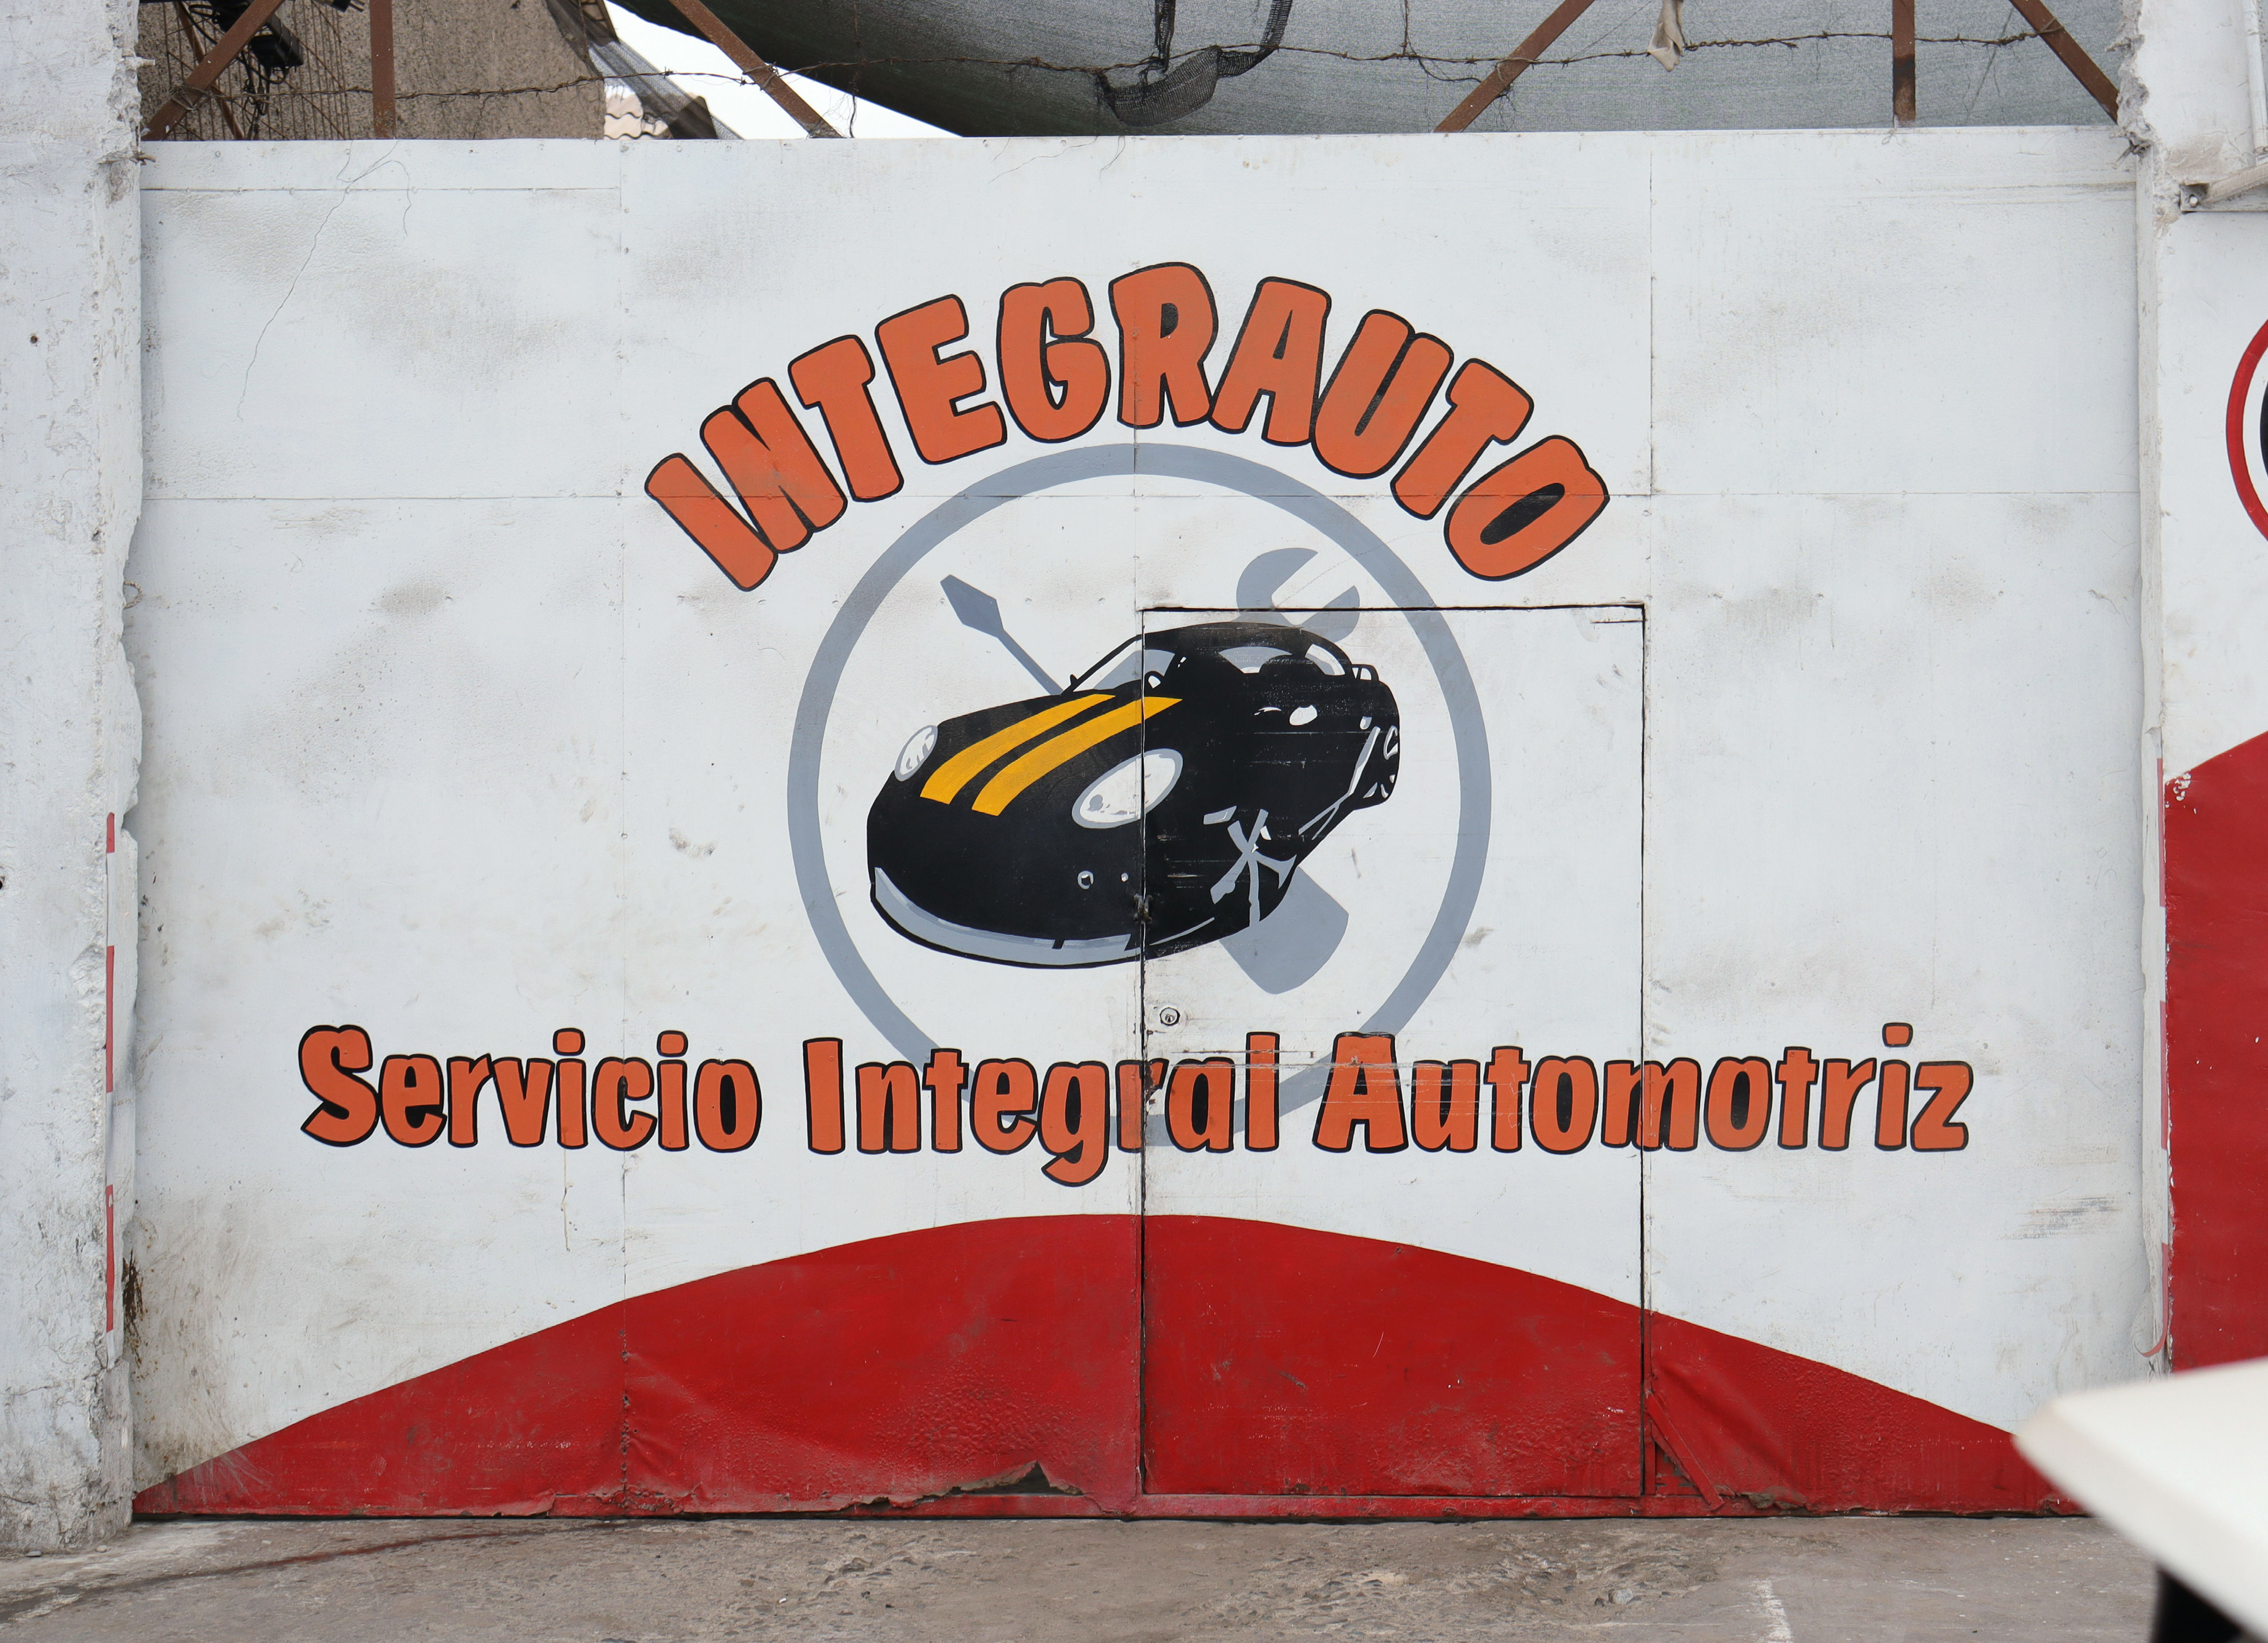 INTEGRAUTO
Servicio Integral Automotriz